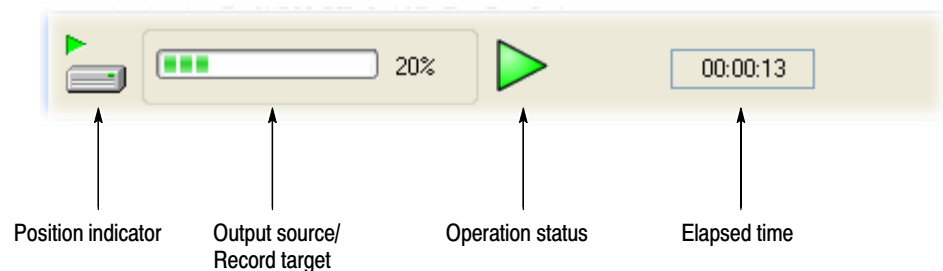 20%
00:00:13
Position indicator
Output source/
Record target
Operation status
Elapsed time